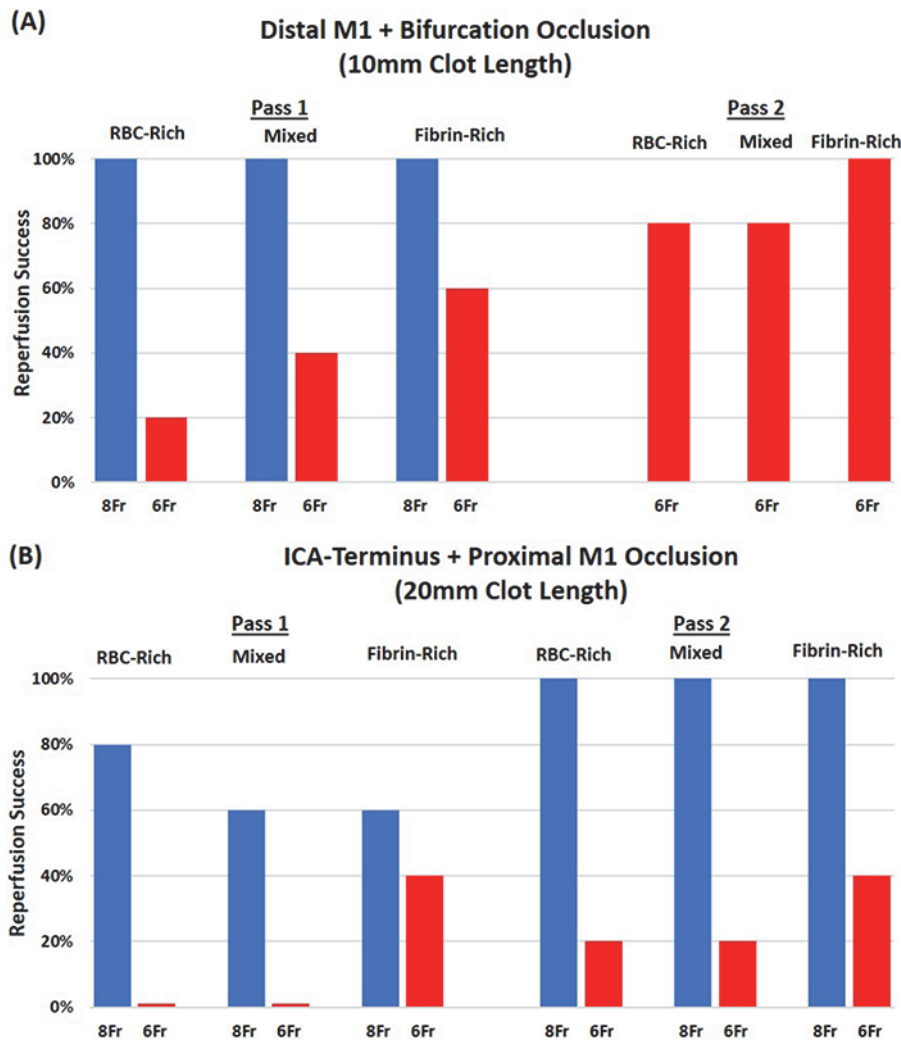 (A)
Distal M1 + Bifurcation Occlusion
(10mm Clot Length)
Pass 1
Pass 2
RBC-Rich Mixed Fibrin-Rich RBC-Rich Mixed Fibrin-Rich
Reperfusion Success
100%
80%
60%
40%
20%
0%
8Fr 6Fr 8Fr 6Fr 8Fr 6Fr 6Fr 6Fr 6Fr
(B)
ICA-Terminus + Proximal M1 Occlusion
(20mm Clot Length)
Pass 1
Pass 2
RBC-Rich Mixed Fibrin-Rich RBC-Rich Mixed Fibrin-Rich
Reperfusion Success
100%
80%
60%
40%
20%
0%
8Fr 6Fr 8Fr 6Fr 8Fr 6Fr 8Fr 6Fr 8Fr 6Fr 8Fr 6Fr